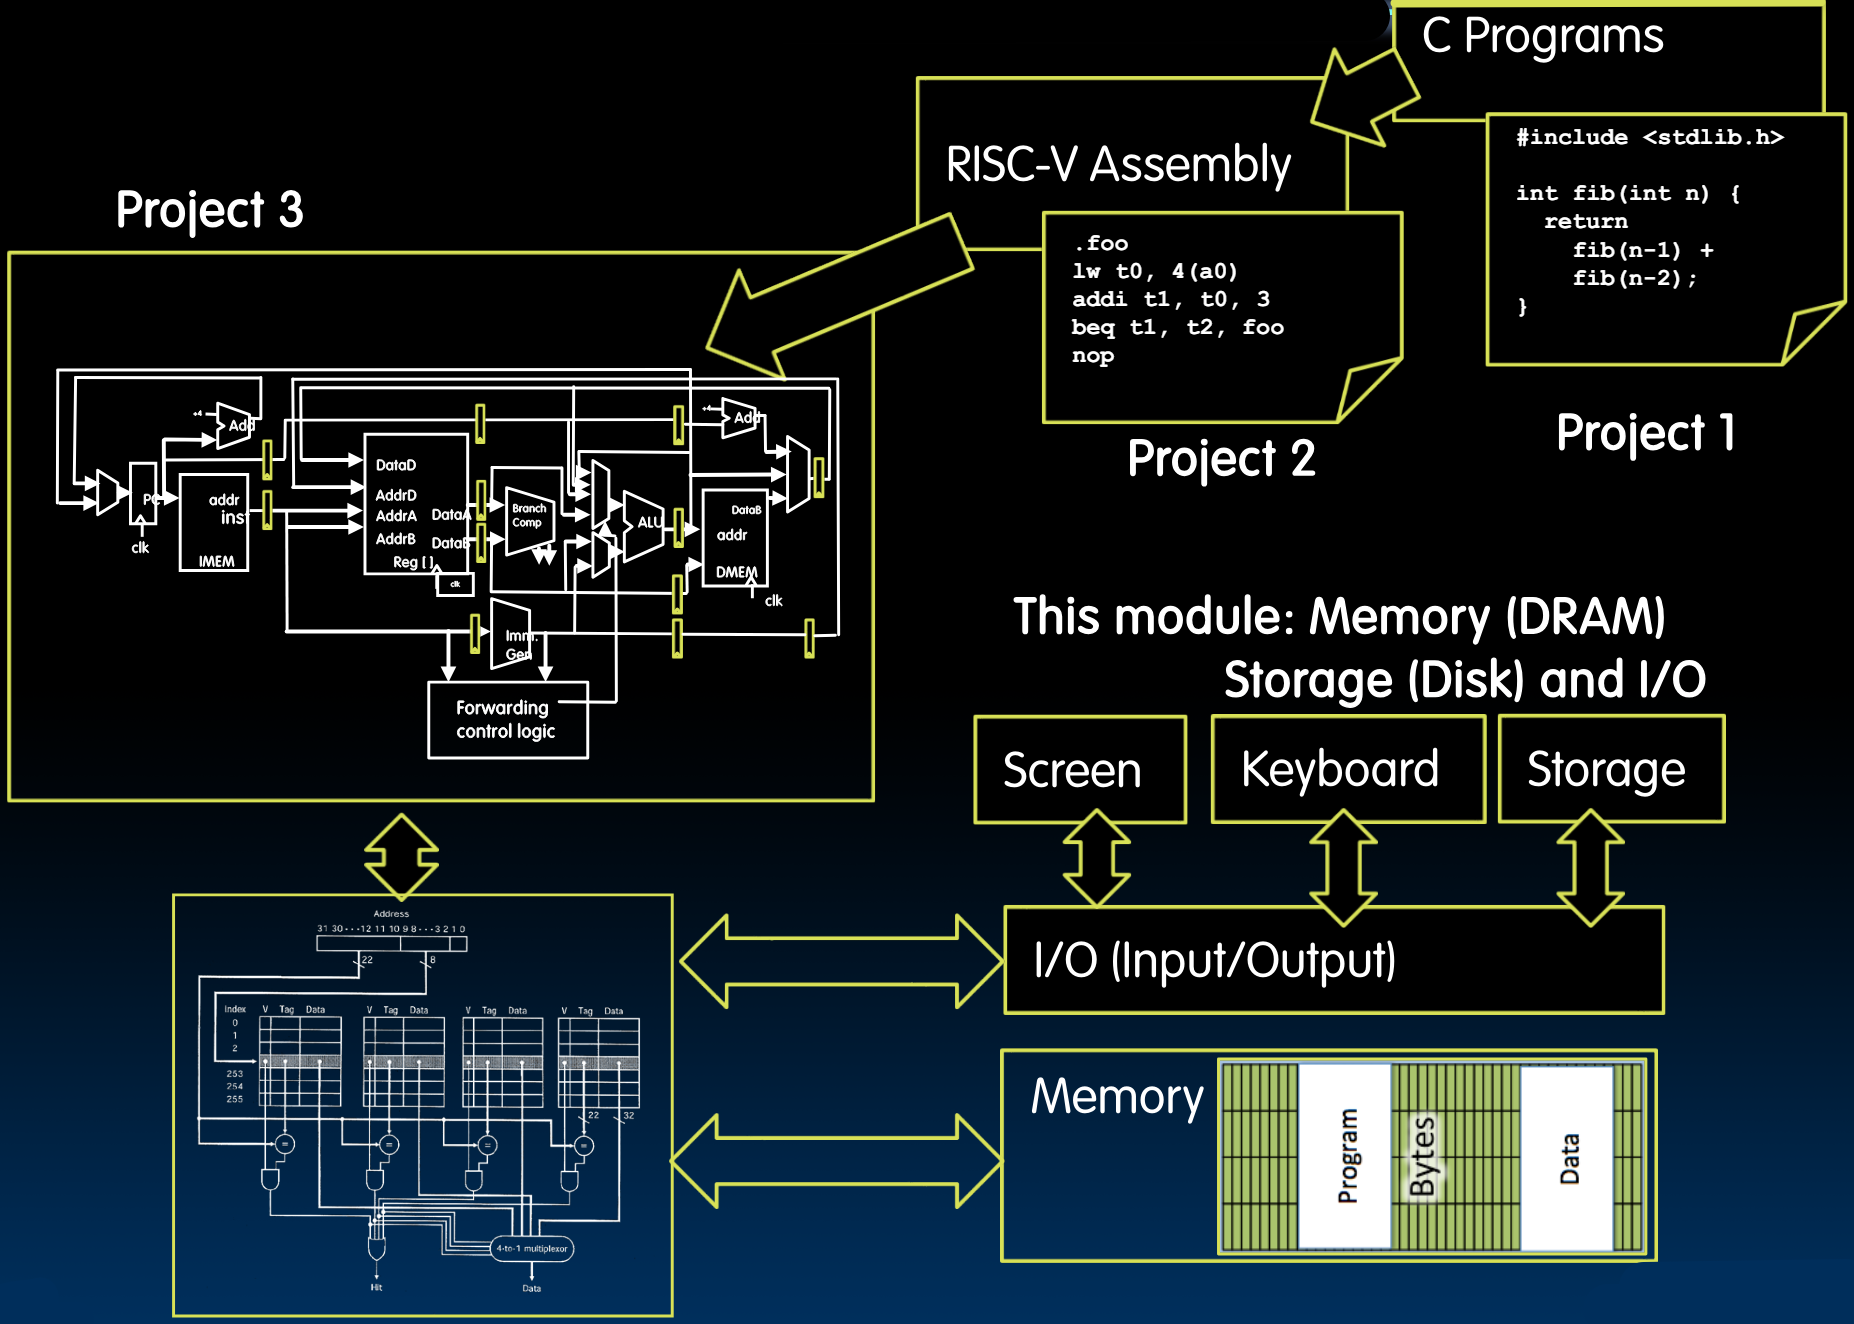 C Programs
#include <stdlib.h>
int fib(int n) {
return
fib(n-1) +
fib(n-2);
}
Project 1
RISC-V Assembly
.foo
lw t0, 4(a0)
addi t1, t0, 3
beq t1, t2, foo
nop
Project 2
Project 3
+4
Add
PC
clk
addr
inst
IMEM
DataD
AddrD
AddrA
AddrB
DataA
DataB
Reg []
clk
Branch
Comp
ALU
+4
Add
DataB
addr
DMEM
clk
Imm.
Gen
Forwarding
control logic
This module: Memory (DRAM)
Storage (Disk) and I/O
Screen
Keyboard
Storage
I/O (Input/Output)
Memory
Program
Bytes
Data
Address
31 30···12 11 10 9 8···3 2 1 0
22
8
Index V Tag Data V Tag Data V Tag Data V Tag Data
0
1
2
253
254
255
22
32
=
=
=
=
4-to-1 multiplexor
Hit
Data